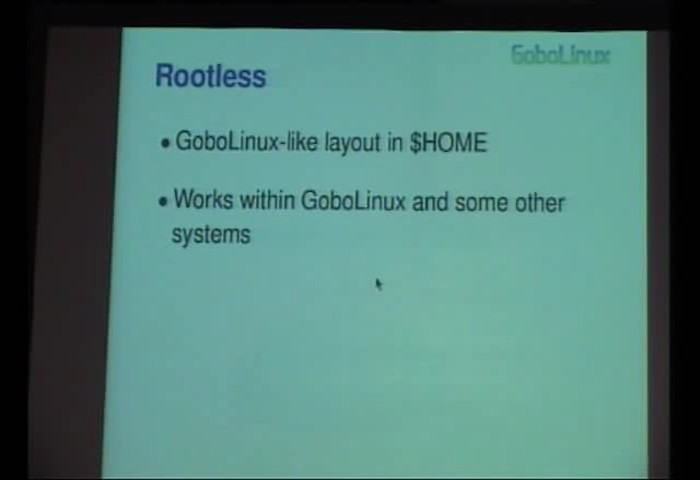 GoboLinux
Rootless
• GoboLinux-like layout in $HOME
• Works within GoboLinux and some other
systems